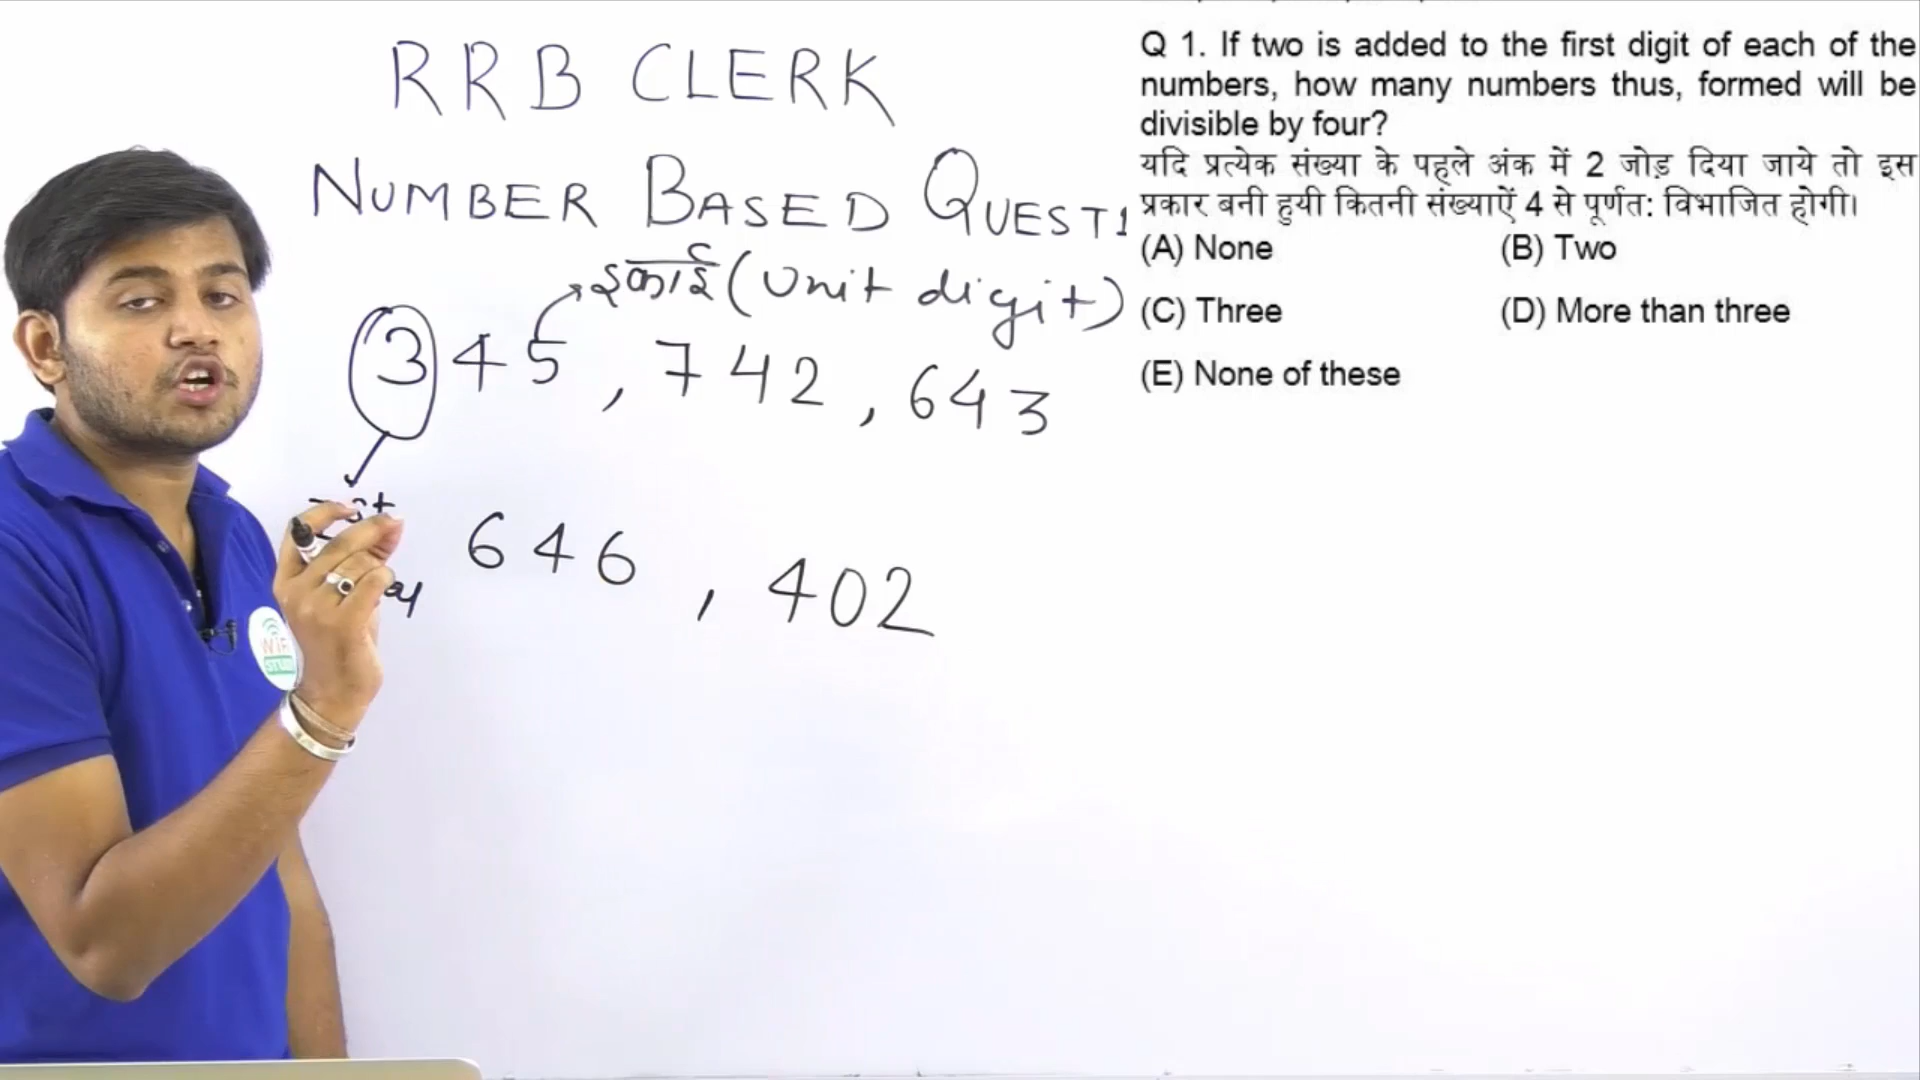 RRB CLERK
NUMBER BASED QUESTI
इकाई (Unit digit)
345, 742, 643
646, 402
WiFi
STUDY
Q 1. If two is added to the first digit of each of the
numbers, how many numbers thus, formed will be
divisible by four?
यदि प्रत्येक संख्या के पहले अंक में 2 जोड़ दिया जाये तो इस
प्रकार बनी हुयी कितनी संख्याऐं 4 से पूर्णत: विभाजित होगी।
(A) None (B) Two
(C) Three (D) More than three
(E) None of these